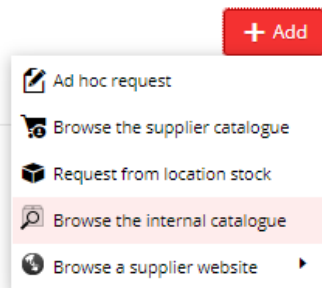 + Add
Ad hoc request
Browse the supplier catalogue
Request from location stock
Browse the internal catalogue
Browse a supplier website